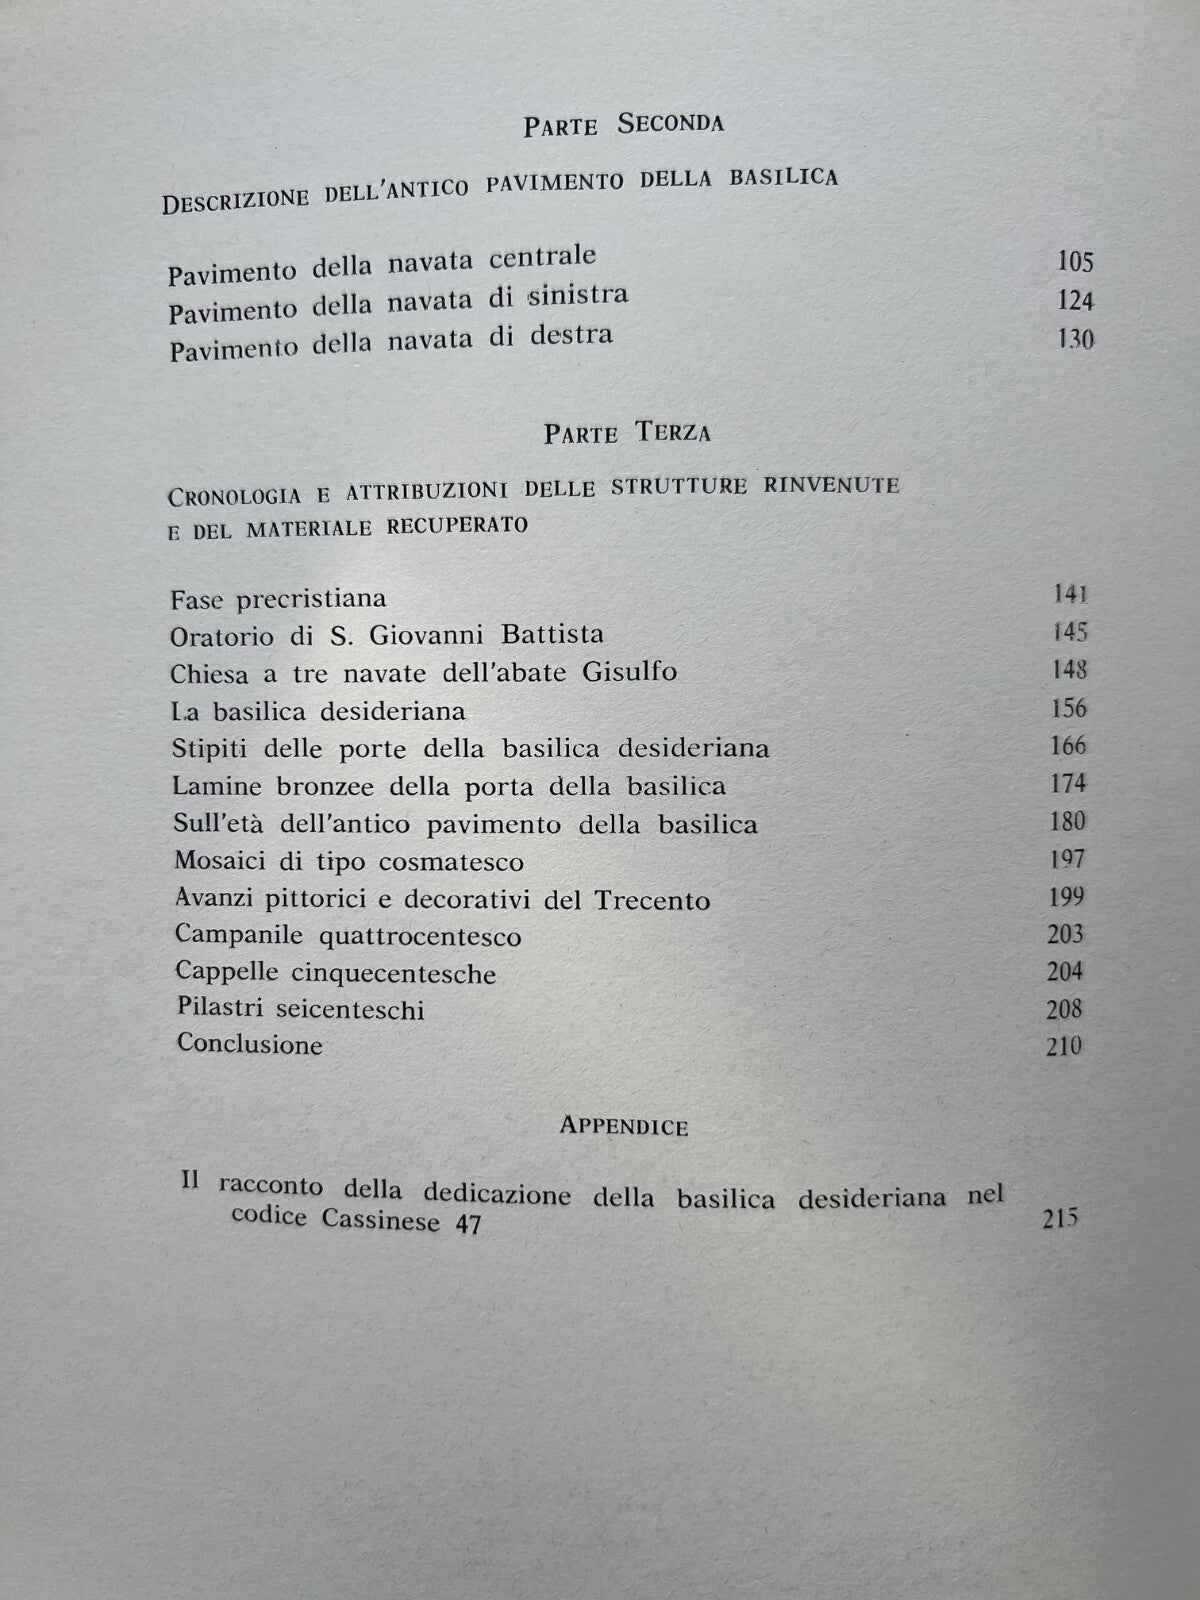 PARTE SECONDA
DESCRIZIONE DELL'ANTICO PAVIMENTO DELLA BASILICA
Pavimento della navata centrale 105
Pavimento della navata di sinistra 124
Pavimento della navata di destra 130
PARTE TERZA
CRONOLOGIA E ATTRIBUZIONI DELLE STRUTTURE RINVENUTE
E DEL MATERIALE RECUPERATO
Fase precristiana 141
Oratorio di S. Giovanni Battista 145
Chiesa a tre navate dell'abate Gisulfo 148
La basilica desideriana 156
Stipiti delle porte della basilica desideriana 166
Lamine bronzee della porta della basilica 174
Sull'età dell'antico pavimento della basilica 180
Mosaici di tipo cosmatesco 197
Avanzi pittorici e decorativi del Trecento 199
Campanile quattrocentesco 203
Cappelle cinquecentesche 204
Pilastri seicenteschi 208
Conclusione 210
APPENDICE
Il racconto della dedicazione della basilica desideriana nel
codice Cassinese 47 215